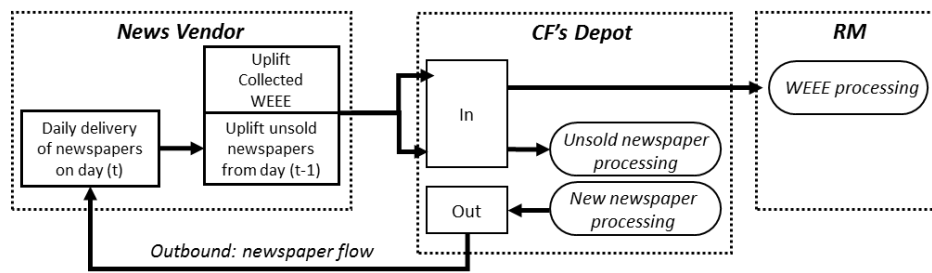 News Vendor
Uplift
Collected
WEEE
Uplift unsold
newspapers
from day (t-1)
Daily delivery
of newspapers
on day (t)
CF's Depot
In
Unsold newspaper
processing
Out
New newspaper
processing
RM
WEEE processing
Outbound: newspaper flow